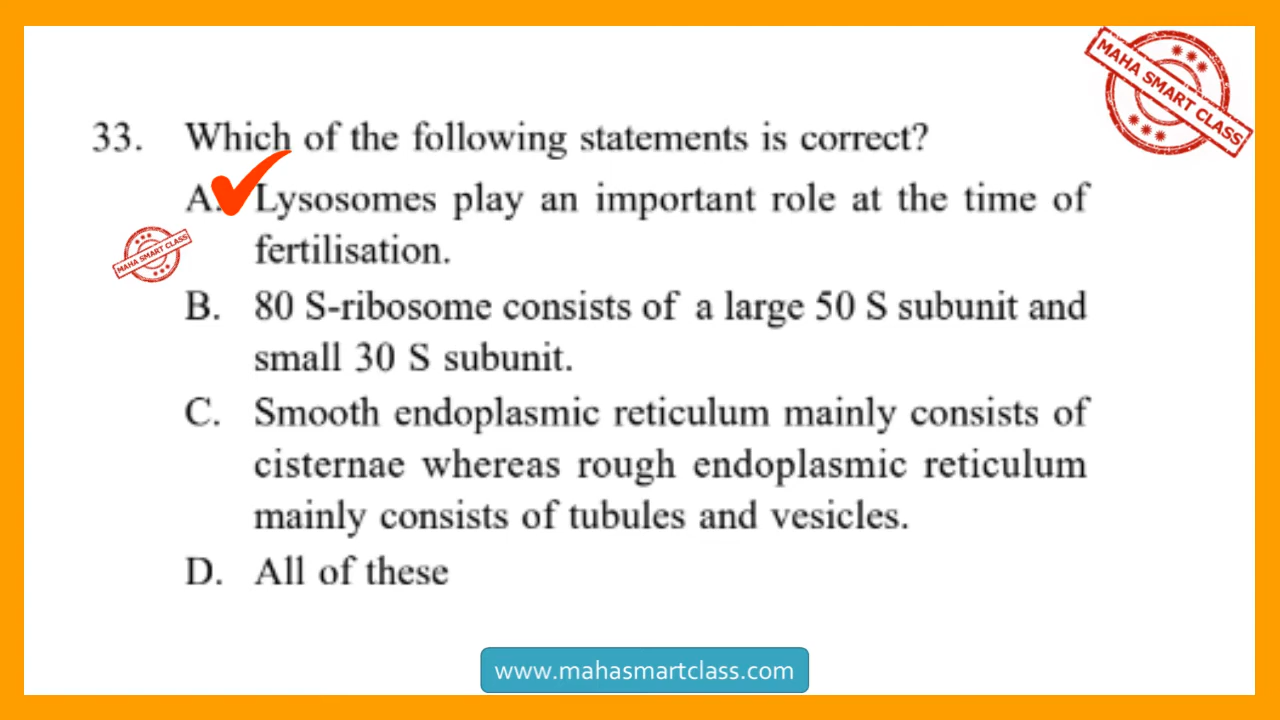 MAHA SMART CLASS
33. Which of the following statements is correct?
A. Lysosomes play an important role at the time of
fertilisation.
MAHA SMART CLASS
B. 80 S-ribosome consists of a large 50 S subunit and
small 30 S subunit.
C. Smooth endoplasmic reticulum mainly consists of
cisternae whereas rough endoplasmic reticulum
mainly consists of tubules and vesicles.
D. All of these
www.mahasmartclass.com